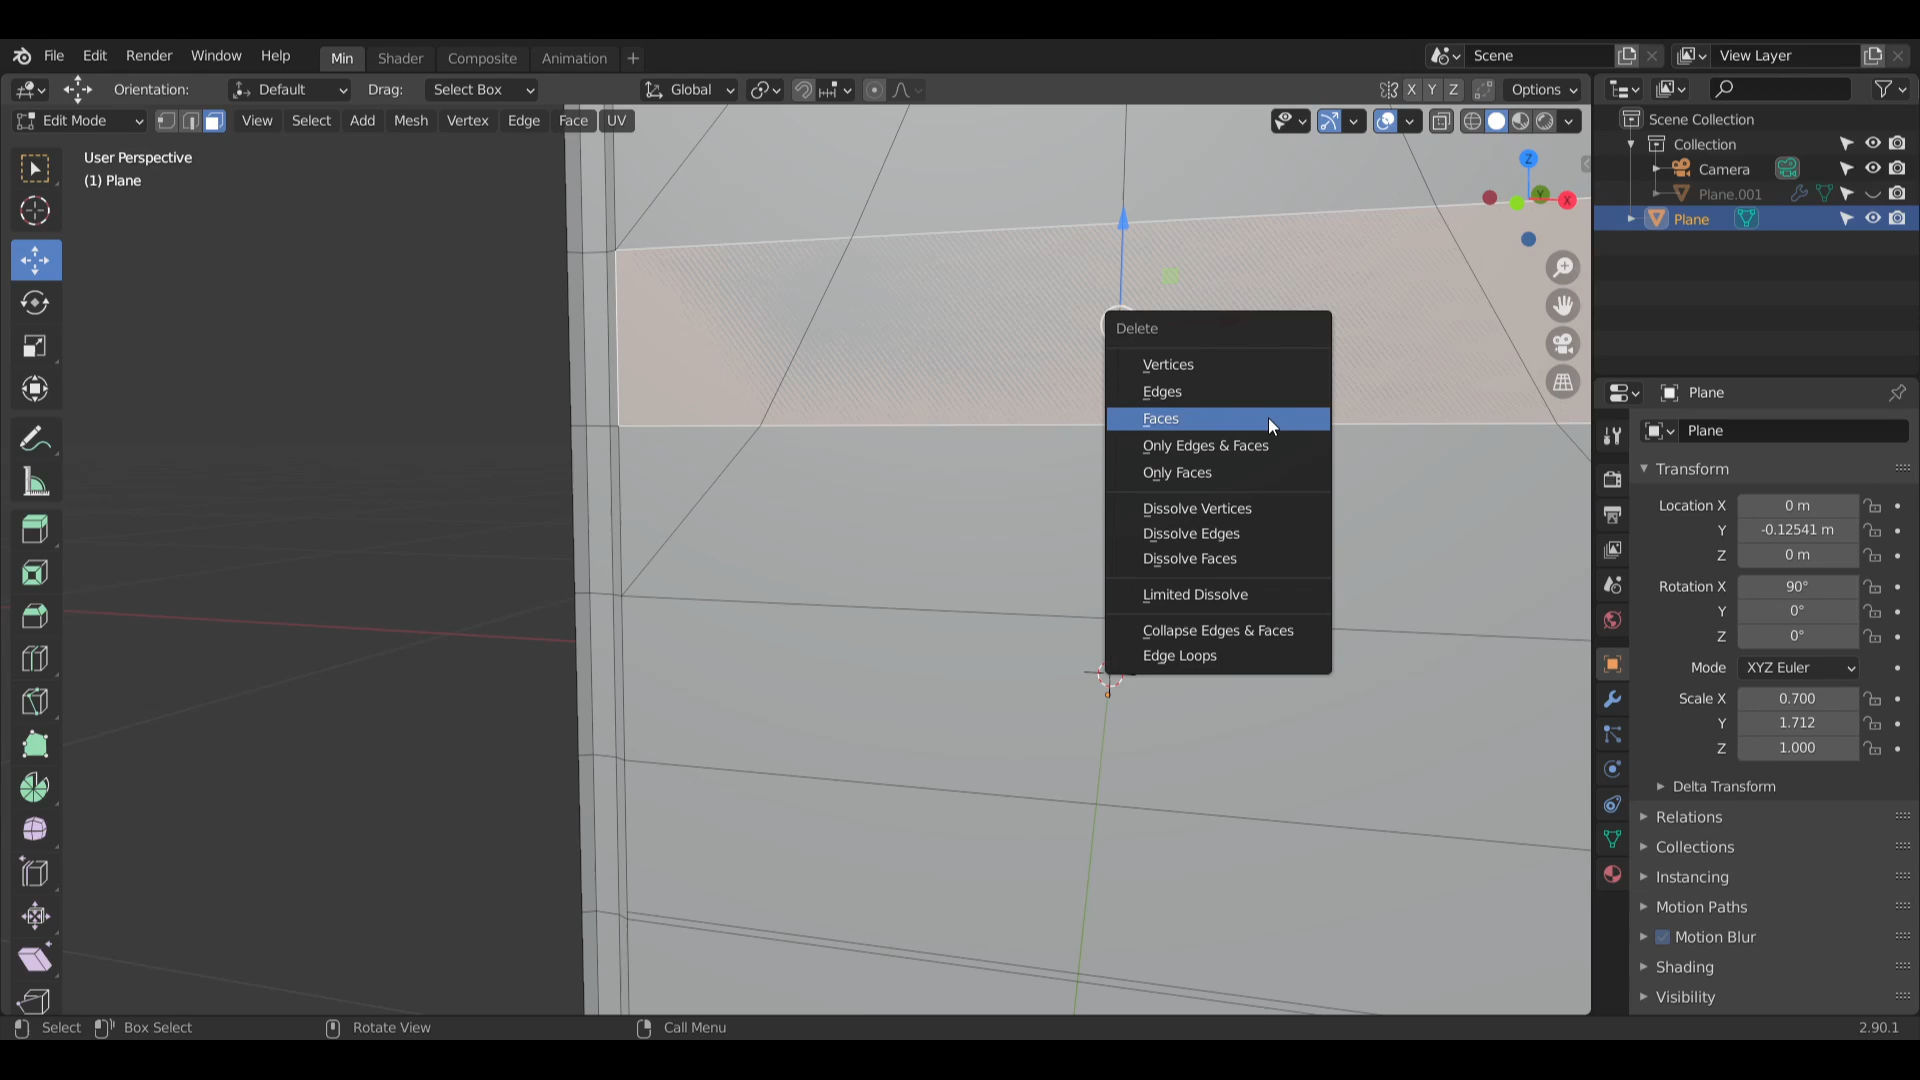 File Edit Render Window Help Min Shader Composite Animation Scene View Layer
Orientation: Default Drag: Select Box Global X Y Z Options
Edit Mode View Select Add Mesh Vertex Edge Face UV
User Perspective
(1) Plane
Z
Y
X
Delete
Vertices
Edges
Faces
Only Edges & Faces
Only Faces
Dissolve Vertices
Dissolve Edges
Dissolve Faces
Limited Dissolve
Collapse Edges & Faces
Edge Loops
Scene Collection
Collection
Camera
Plane.001
Plane
Plane
Plane
Transform
Location X 0 m
Y -0.12541 m
Z 0 m
Rotation X 90°
Y 0°
Z 0°
Mode XYZ Euler
Scale X 0.700
Y 1.712
Z 1.000
Delta Transform
Relations
Collections
Instancing
Motion Paths
Motion Blur
Shading
Visibility
Select Box Select Rotate View Call Menu 2.90.1